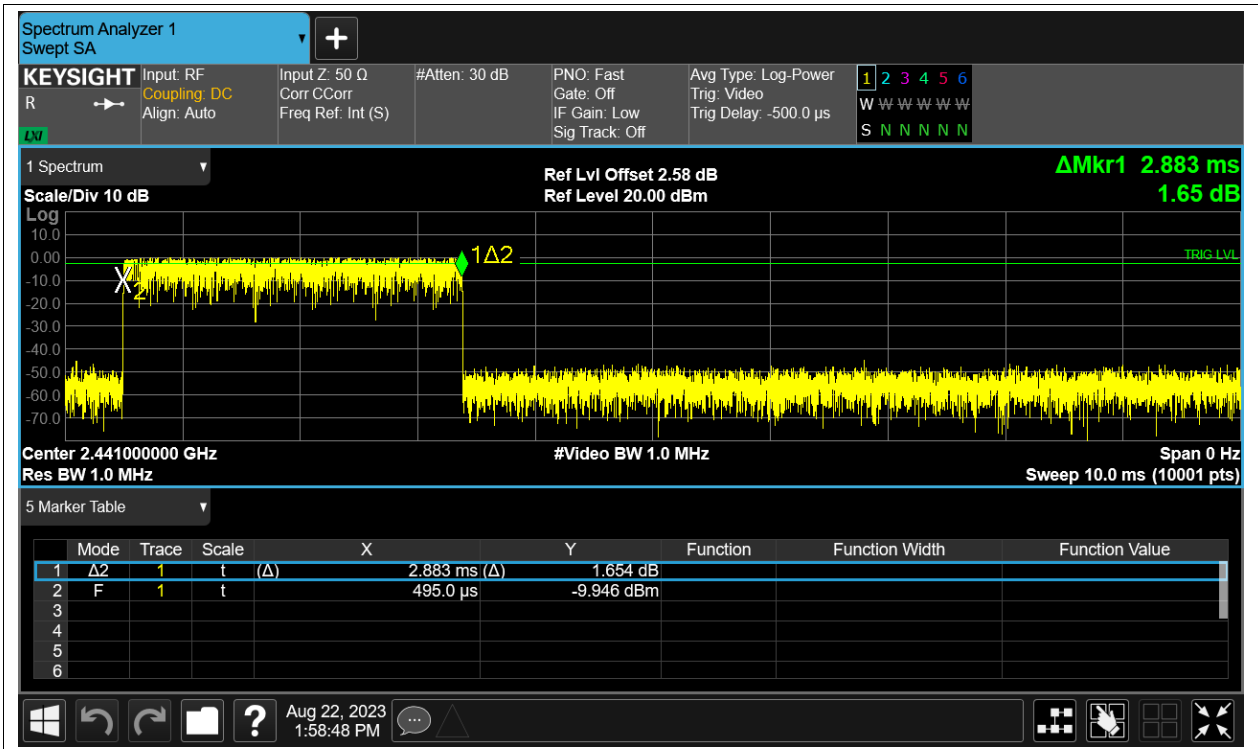 Spectrum Analyzer 1
Swept SA
+
KEYSIGHT Input: RF Input Z: 50 Ω #Atten: 30 dB PNO: Fast Avg Type: Log-Power 1 2 3 4 5 6
R Coupling: DC Corr CCorr Gate: Off Trig: Video W W W W W W
Align: Auto Freq Ref: Int (S) IF Gain: Low Trig Delay: -500.0 µs
LXI Sig Track: Off S N N N N N
1 Spectrum Ref Lvl Offset 2.58 dB ΔMkr1 2.883 ms
Scale/Div 10 dB Ref Level 20.00 dBm 1.65 dB
Log
10.0
0.00 1Δ2 TRIG LVL
-10.0 X2
-20.0
-30.0
-40.0
-50.0
-60.0
-70.0
Center 2.441000000 GHz #Video BW 1.0 MHz Span 0 Hz
Res BW 1.0 MHz Sweep 10.0 ms (10001 pts)
5 Marker Table
Mode Trace Scale X Y Function Function Width Function Value
1 Δ2 1 t (Δ) 2.883 ms (Δ) 1.654 dB
2 F 1 t 495.0 µs -9.946 dBm
3
4
5
6
? Aug 22, 2023
1:58:48 PM